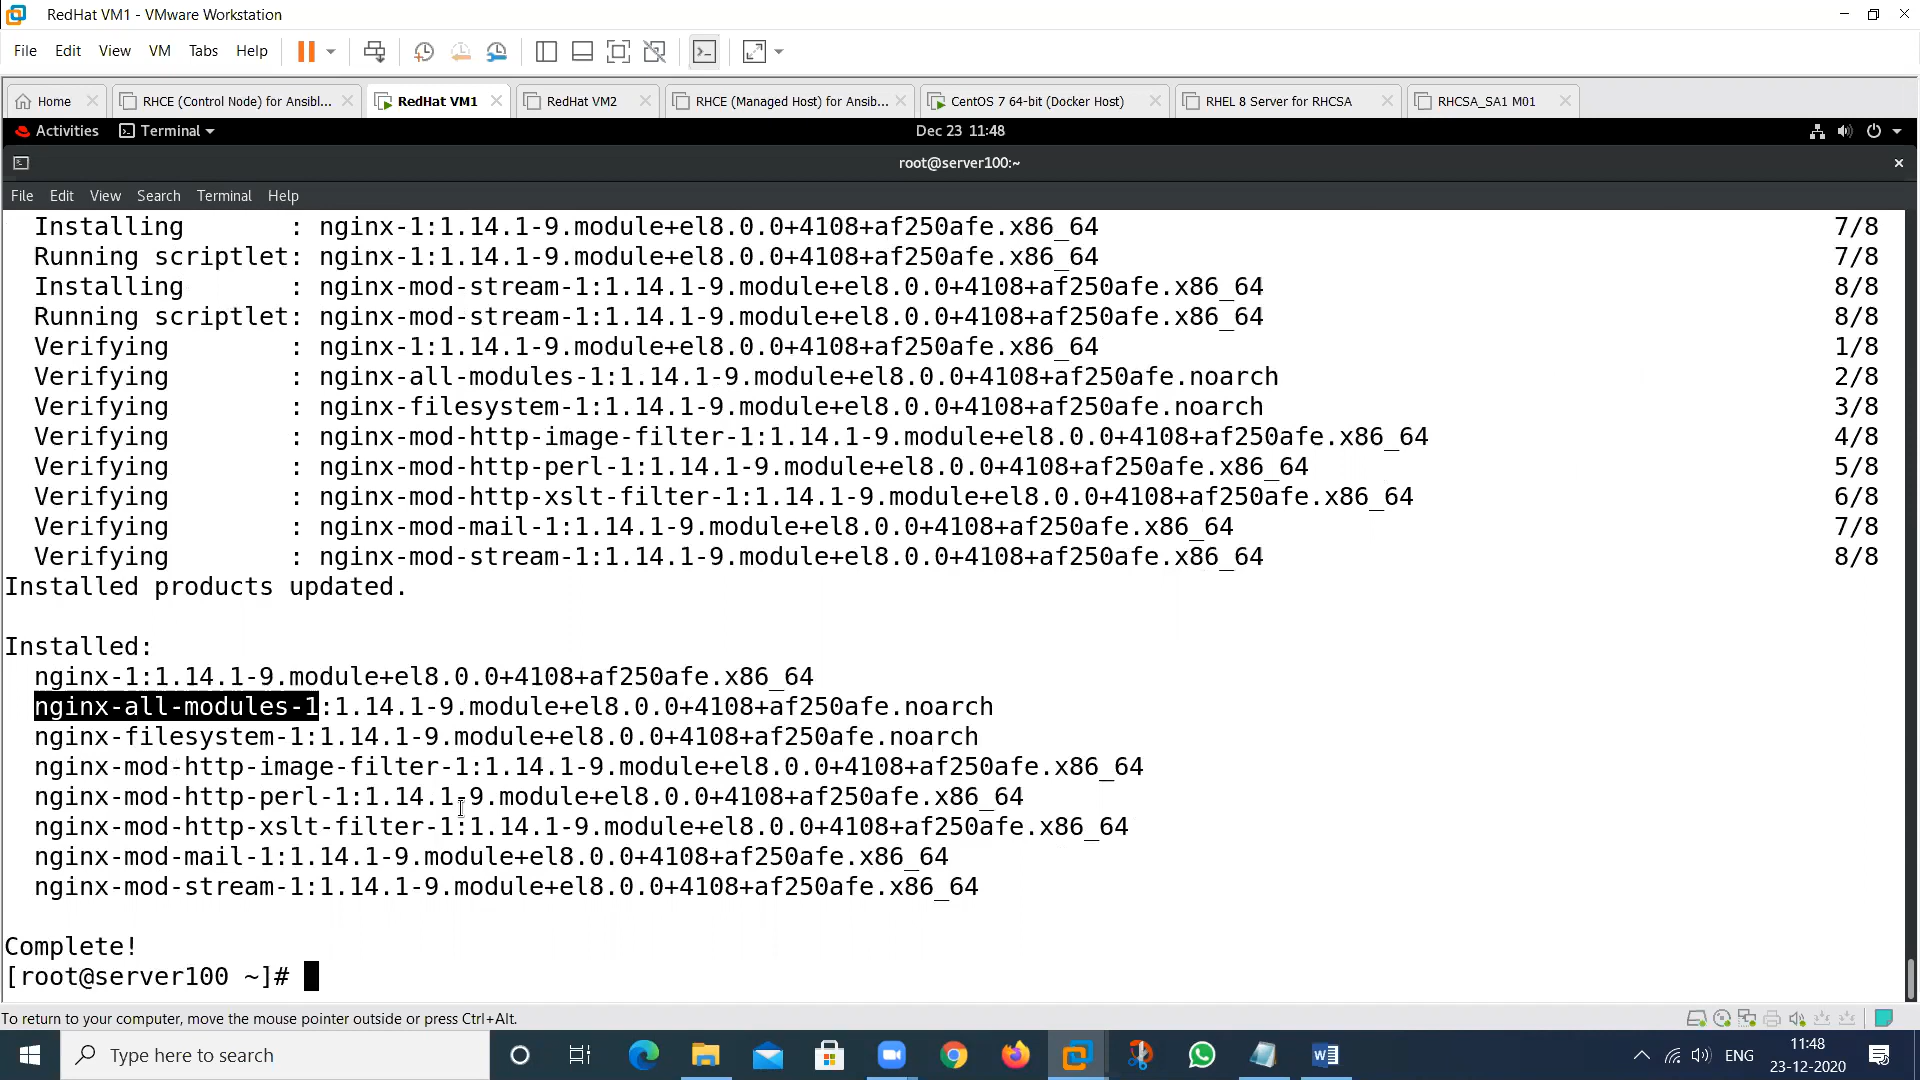 RedHat VM1 - VMware Workstation
File Edit View VM Tabs Help
Home RHCE (Control Node) for Ansibl... RedHat VM1 RedHat VM2 RHCE (Managed Host) for Ansib... CentOS 7 64-bit (Docker Host) RHEL 8 Server for RHCSA RHCSA_SA1 M01
Activities Terminal Dec 23 11:48
root@server100:~
File Edit View Search Terminal Help
Installing : nginx-1:1.14.1-9.module+el8.0.0+4108+af250afe.x86_64 7/8
Running scriptlet: nginx-1:1.14.1-9.module+el8.0.0+4108+af250afe.x86_64 7/8
Installing : nginx-mod-stream-1:1.14.1-9.module+el8.0.0+4108+af250afe.x86_64 8/8
Running scriptlet: nginx-mod-stream-1:1.14.1-9.module+el8.0.0+4108+af250afe.x86_64 8/8
Verifying : nginx-1:1.14.1-9.module+el8.0.0+4108+af250afe.x86_64 1/8
Verifying : nginx-all-modules-1:1.14.1-9.module+el8.0.0+4108+af250afe.noarch 2/8
Verifying : nginx-filesystem-1:1.14.1-9.module+el8.0.0+4108+af250afe.noarch 3/8
Verifying : nginx-mod-http-image-filter-1:1.14.1-9.module+el8.0.0+4108+af250afe.x86_64 4/8
Verifying : nginx-mod-http-perl-1:1.14.1-9.module+el8.0.0+4108+af250afe.x86_64 5/8
Verifying : nginx-mod-http-xslt-filter-1:1.14.1-9.module+el8.0.0+4108+af250afe.x86_64 6/8
Verifying : nginx-mod-mail-1:1.14.1-9.module+el8.0.0+4108+af250afe.x86_64 7/8
Verifying : nginx-mod-stream-1:1.14.1-9.module+el8.0.0+4108+af250afe.x86_64 8/8
Installed products updated.
Installed:
nginx-1:1.14.1-9.module+el8.0.0+4108+af250afe.x86_64
nginx-all-modules-1:1.14.1-9.module+el8.0.0+4108+af250afe.noarch
nginx-filesystem-1:1.14.1-9.module+el8.0.0+4108+af250afe.noarch
nginx-mod-http-image-filter-1:1.14.1-9.module+el8.0.0+4108+af250afe.x86_64
nginx-mod-http-perl-1:1.14.1-9.module+el8.0.0+4108+af250afe.x86_64
nginx-mod-http-xslt-filter-1:1.14.1-9.module+el8.0.0+4108+af250afe.x86_64
nginx-mod-mail-1:1.14.1-9.module+el8.0.0+4108+af250afe.x86_64
nginx-mod-stream-1:1.14.1-9.module+el8.0.0+4108+af250afe.x86_64
Complete!
[root@server100 ~]#
To return to your computer, move the mouse pointer outside or press Ctrl+Alt.
Type here to search ENG 11:48
23-12-2020